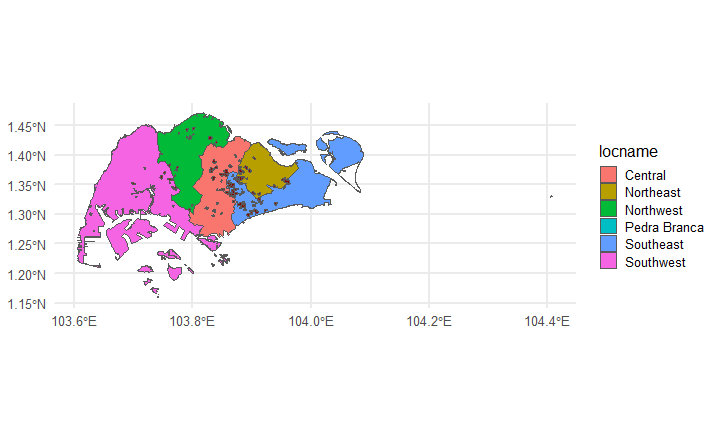 1.45°N
1.40°N
1.35°N
1.30°N
1.25°N
1.20°N
1.15°N
103.6°E 103.8°E 104.0°E 104.2°E 104.4°E
locname
Central
Northeast
Northwest
Pedra Branca
Southeast
Southwest